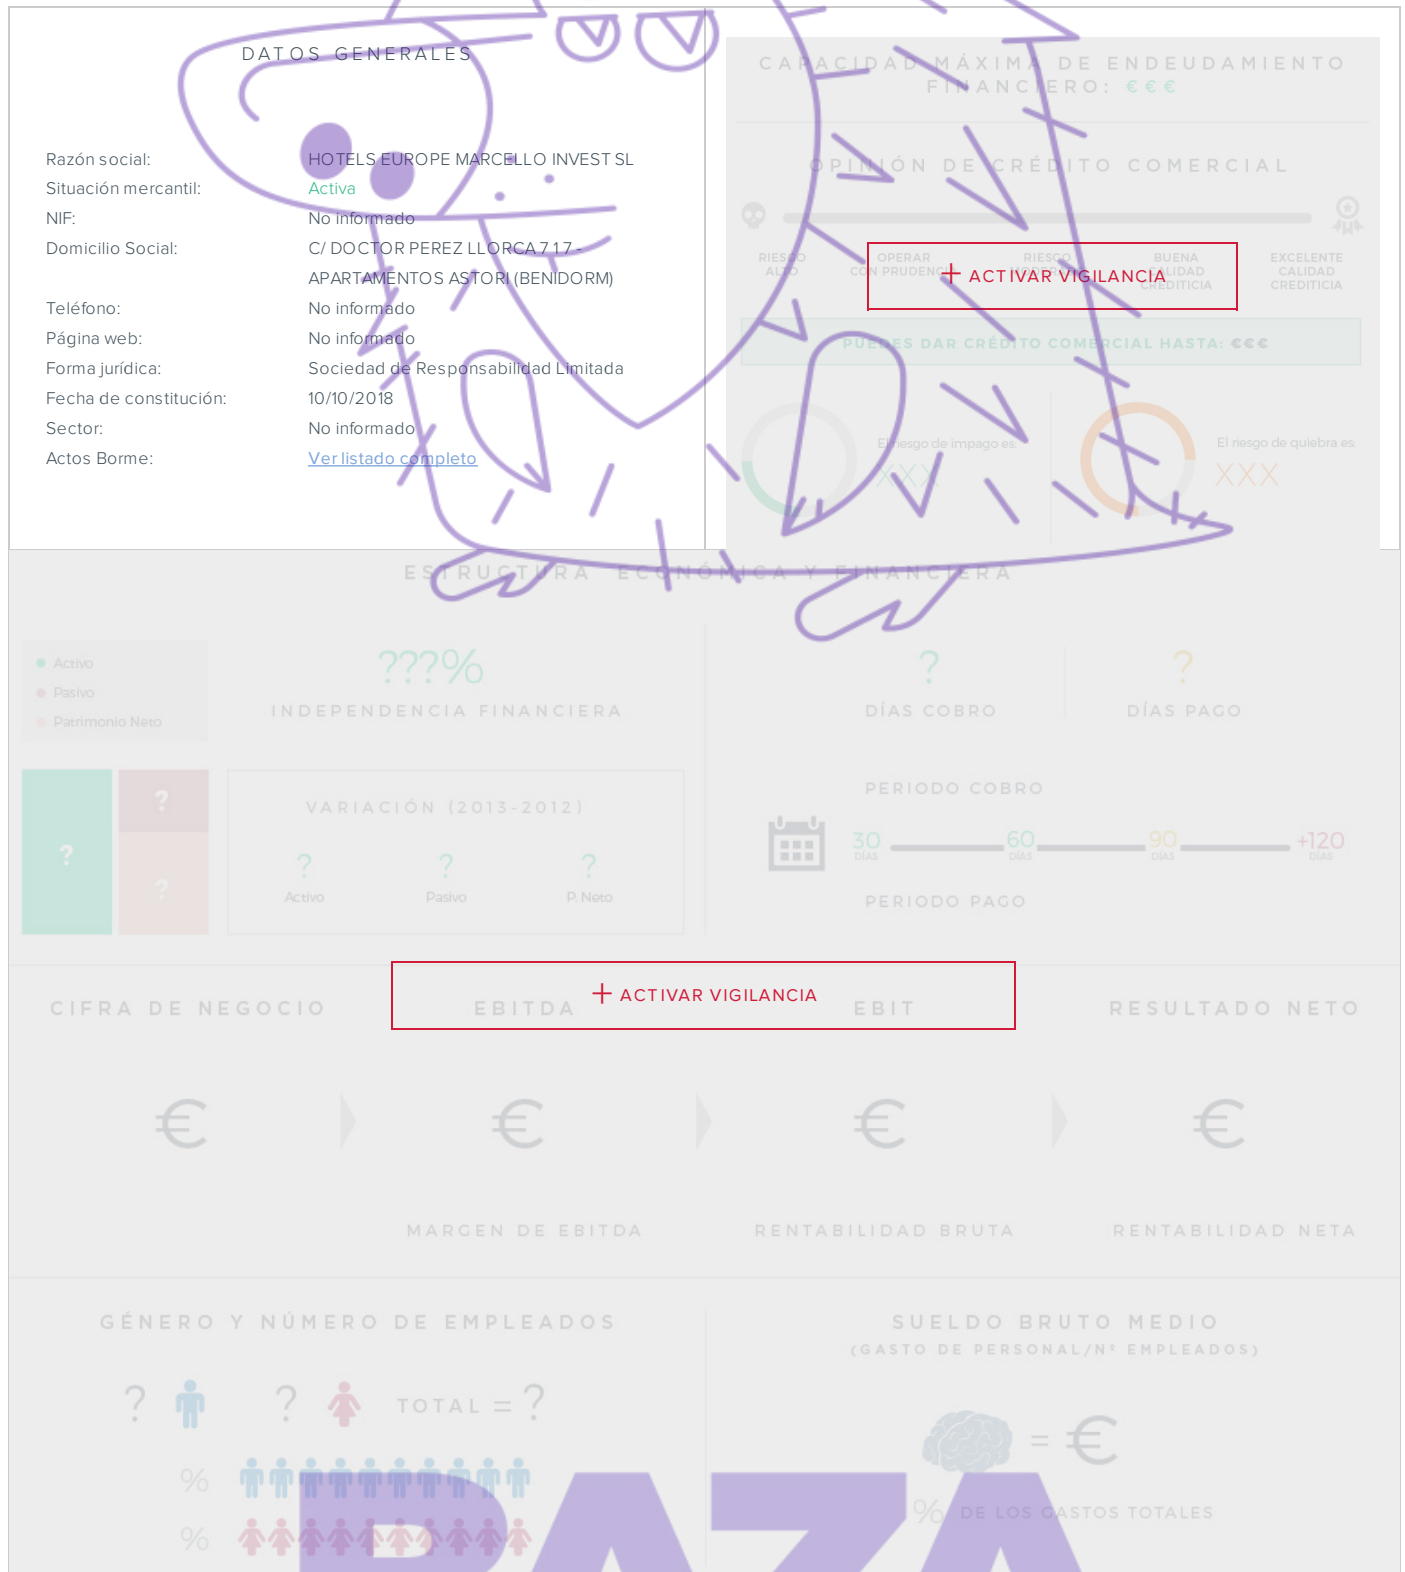 DATOS GENERALES
Razón social: HOTELS EUROPE MARCELLO INVEST SL
Situación mercantil: Activa
NIF: No informado
Domicilio Social: C/ DOCTOR PEREZ LLORCA 7 1 7 -
APARTAMENTOS ASTORI (BENIDORM)
Teléfono: No informado
Página web: No informado
Forma jurídica: Sociedad de Responsabilidad Limitada
Fecha de constitución: 10/10/2018
Sector: No informado
Actos Borme: Ver listado completo
CAPACIDAD MÁXIMA DE ENDEUDAMIENTO
FINANCIERO: €€€
OPINIÓN DE CRÉDITO COMERCIAL
RIESGO
ALTO
OPERAR
CON PRUDENCIA
RIESGO
BUENA
CALIDAD
CREDITICIA
EXCELENTE
CALIDAD
CREDITICIA
+ ACTIVAR VIGILANCIA
PUEDES DAR CRÉDITO COMERCIAL HASTA: €€€
El riesgo de impago es:
XXX
El riesgo de quiebra es:
XXX
ESTRUCTURA ECONÓMICA Y FINANCIERA
Activo
Pasivo
Patrimonio Neto
???%
INDEPENDENCIA FINANCIERA
?
?
?
VARIACIÓN (2013-2012)
? ? ?
Activo Pasivo P. Neto
? ?
DÍAS COBRO DÍAS PAGO
PERIODO COBRO
30 60 90 +120
DÍAS DÍAS DÍAS DÍAS
PERIODO PAGO
+ ACTIVAR VIGILANCIA
CIFRA DE NEGOCIO EBITDA EBIT RESULTADO NETO
€ € € €
MARGEN DE EBITDA RENTABILIDAD BRUTA RENTABILIDAD NETA
GÉNERO Y NÚMERO DE EMPLEADOS
? ? TOTAL = ?
%
%
SUELDO BRUTO MEDIO
(GASTO DE PERSONAL/Nº EMPLEADOS)
= €
% DE LOS GASTOS TOTALES